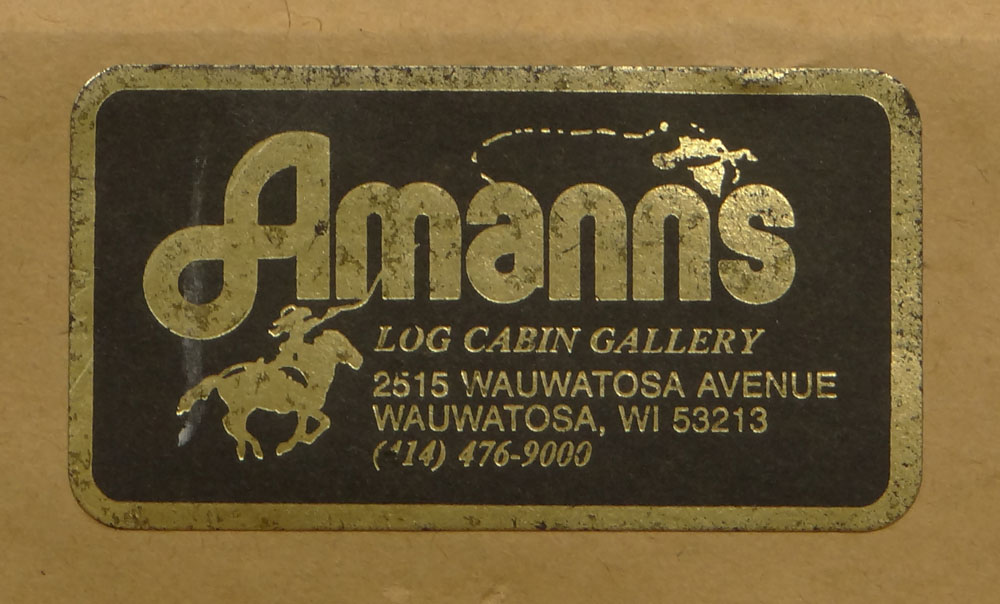 Amann's
LOG CABIN GALLERY
2515 WAUWATOSA AVENUE
WAUWATOSA, WI 53213
(414) 476-9000